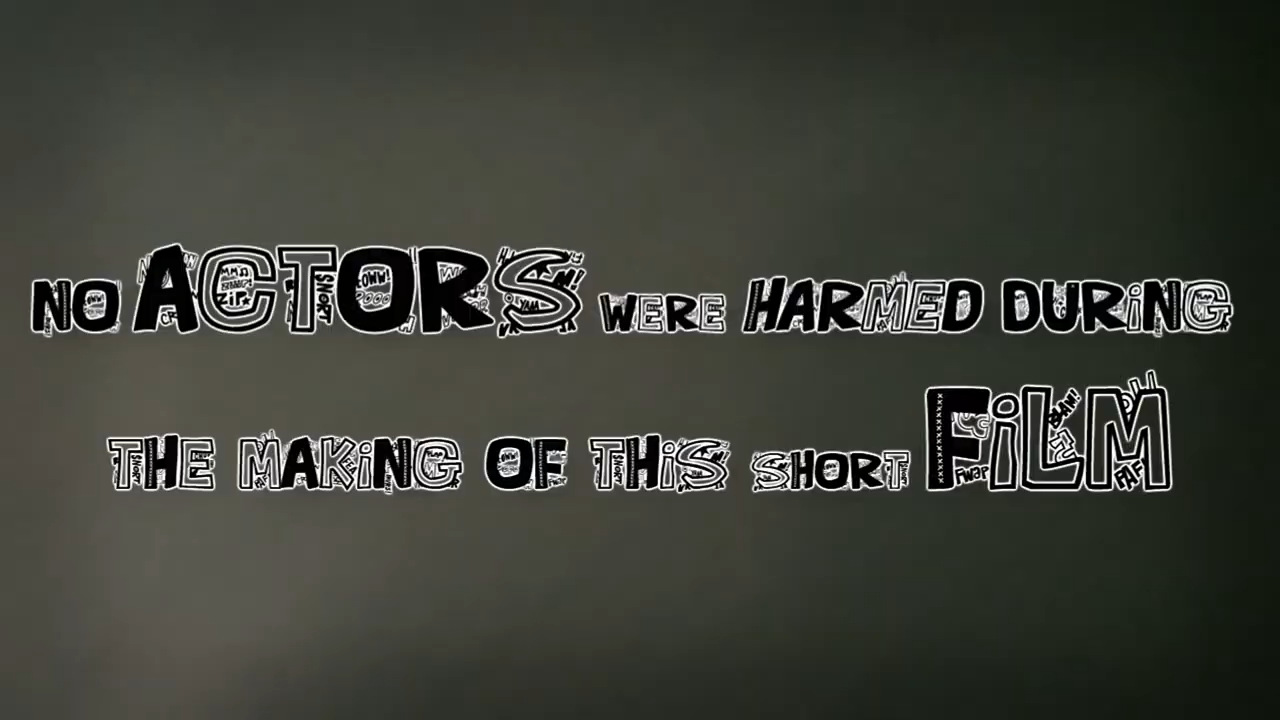 NO ACTORS WERE HARMED DURiNG
THE MAKiNG OF THiS SHORT FiLM